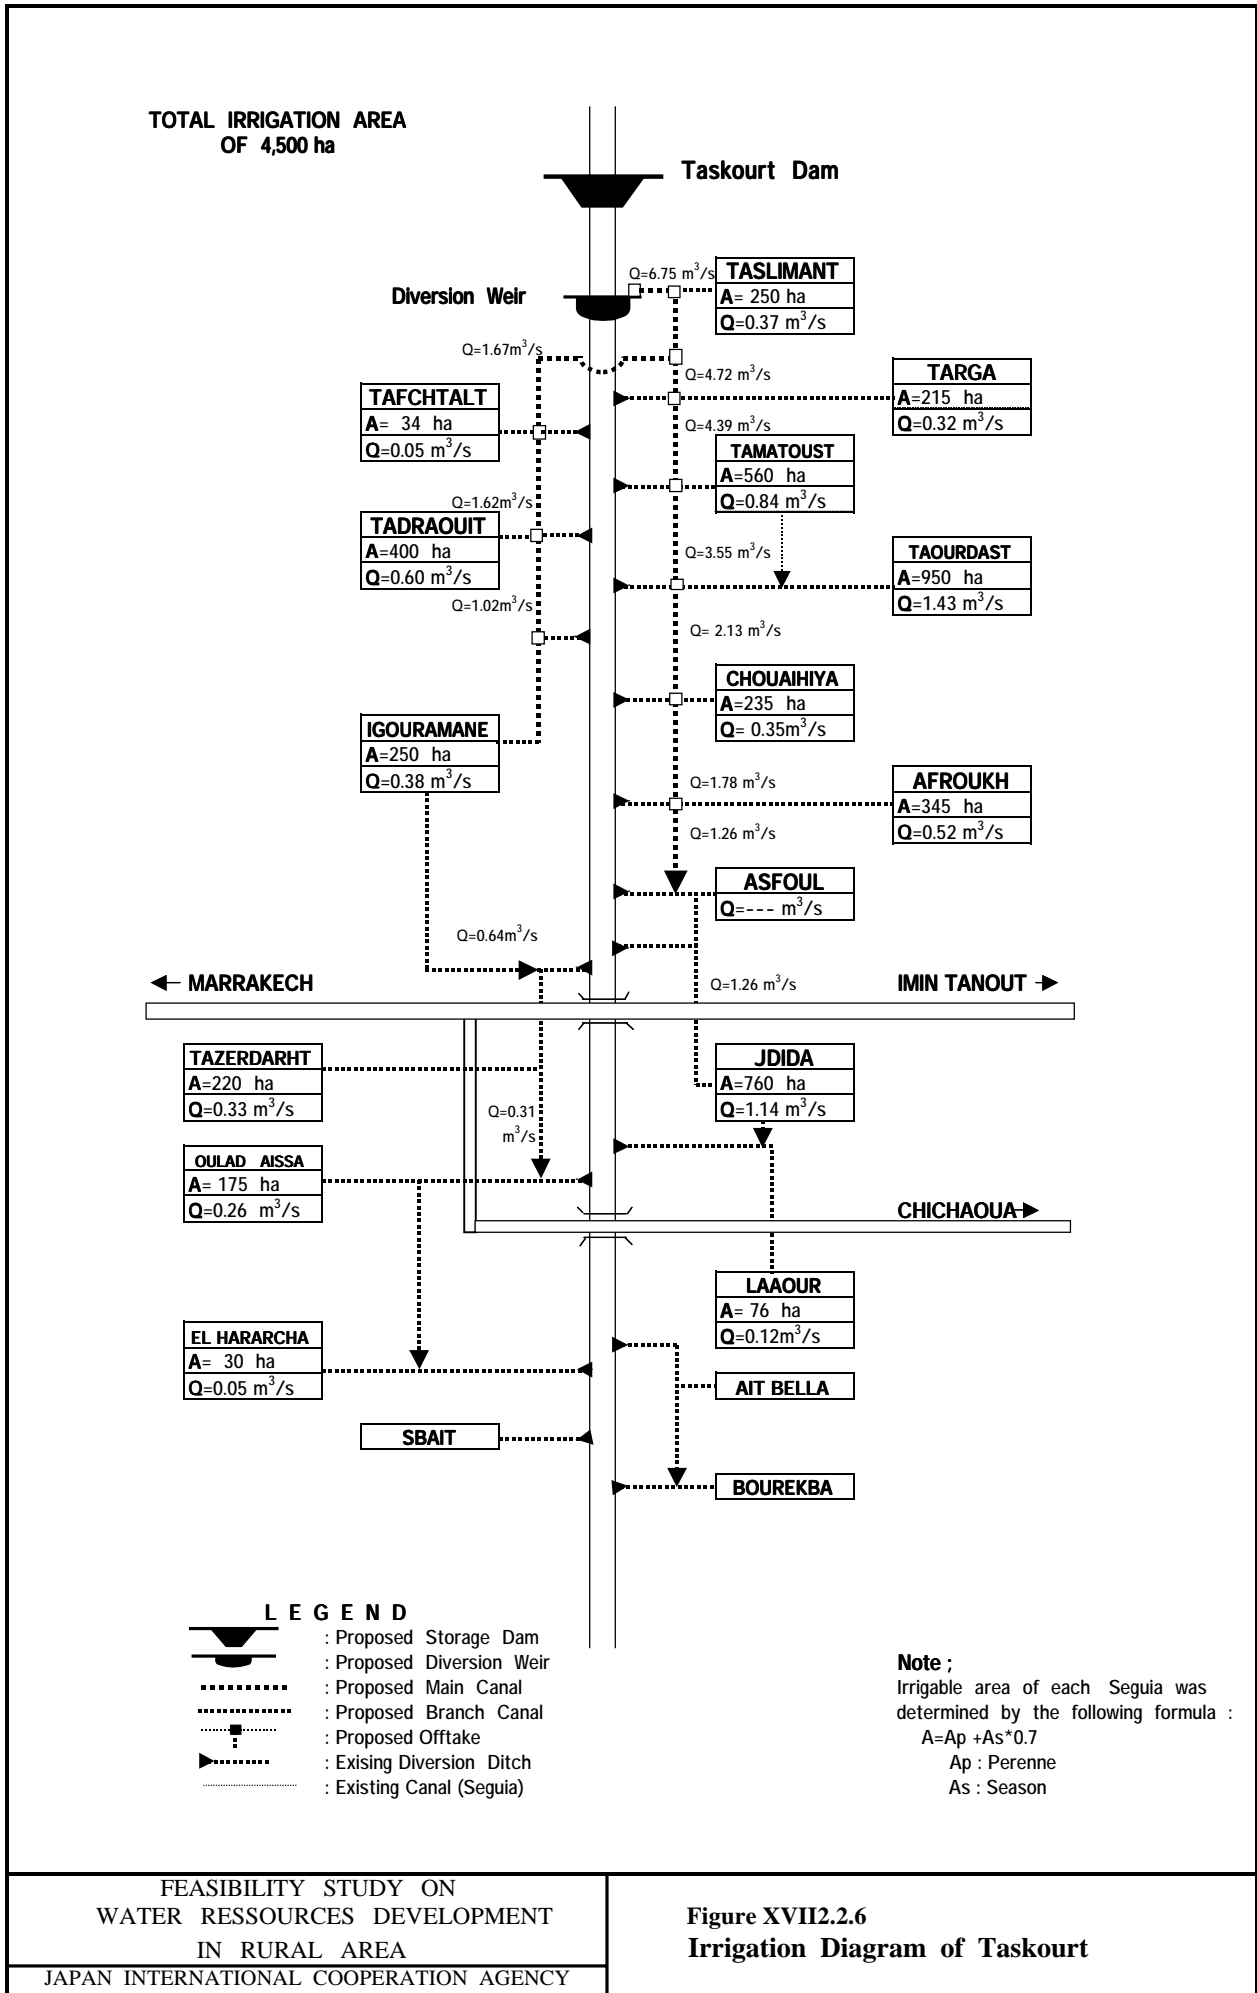 TOTAL IRRIGATION AREA
OF 4,500 ha
Taskourt Dam
Diversion Weir
Q=6.75 m³/s
TASLIMANT
A= 250 ha
Q=0.37 m³/s
Q=1.67m³/s
Q=4.72 m³/s
TARGA
A=215 ha
Q=0.32 m³/s
TAFCHTALT
A= 34 ha
Q=0.05 m³/s
Q=4.39 m³/s
TAMATOUST
A=560 ha
Q=0.84 m³/s
Q=1.62m³/s
TADRAOUIT
A=400 ha
Q=0.60 m³/s
Q=3.55 m³/s
TAOURDAST
A=950 ha
Q=1.43 m³/s
Q=1.02m³/s
Q= 2.13 m³/s
CHOUAIHIYA
A=235 ha
Q= 0.35m³/s
IGOURAMANE
A=250 ha
Q=0.38 m³/s
Q=1.78 m³/s
AFROUKH
A=345 ha
Q=0.52 m³/s
Q=1.26 m³/s
ASFOUL
Q=--- m³/s
Q=0.64m³/s
Q=1.26 m³/s
MARRAKECH
IMIN TANOUT
TAZERDARHT
A=220 ha
Q=0.33 m³/s
JDIDA
A=760 ha
Q=1.14 m³/s
Q=0.31
m³/s
OULAD AISSA
A= 175 ha
Q=0.26 m³/s
CHICHAOUA
LAAOUR
A= 76 ha
Q=0.12m³/s
EL HARARCHA
A= 30 ha
Q=0.05 m³/s
AIT BELLA
SBAIT
BOUREKBA
L E G E N D
: Proposed Storage Dam
: Proposed Diversion Weir
: Proposed Main Canal
: Proposed Branch Canal
: Proposed Offtake
: Exising Diversion Ditch
: Existing Canal (Seguia)
Note ;
Irrigable area of each Seguia was
determined by the following formula :
A=Ap +As*0.7
Ap : Perenne
As : Season
FEASIBILITY STUDY ON
WATER RESSOURCES DEVELOPMENT
IN RURAL AREA
JAPAN INTERNATIONAL COOPERATION AGENCY
Figure XVII2.2.6
Irrigation Diagram of Taskourt